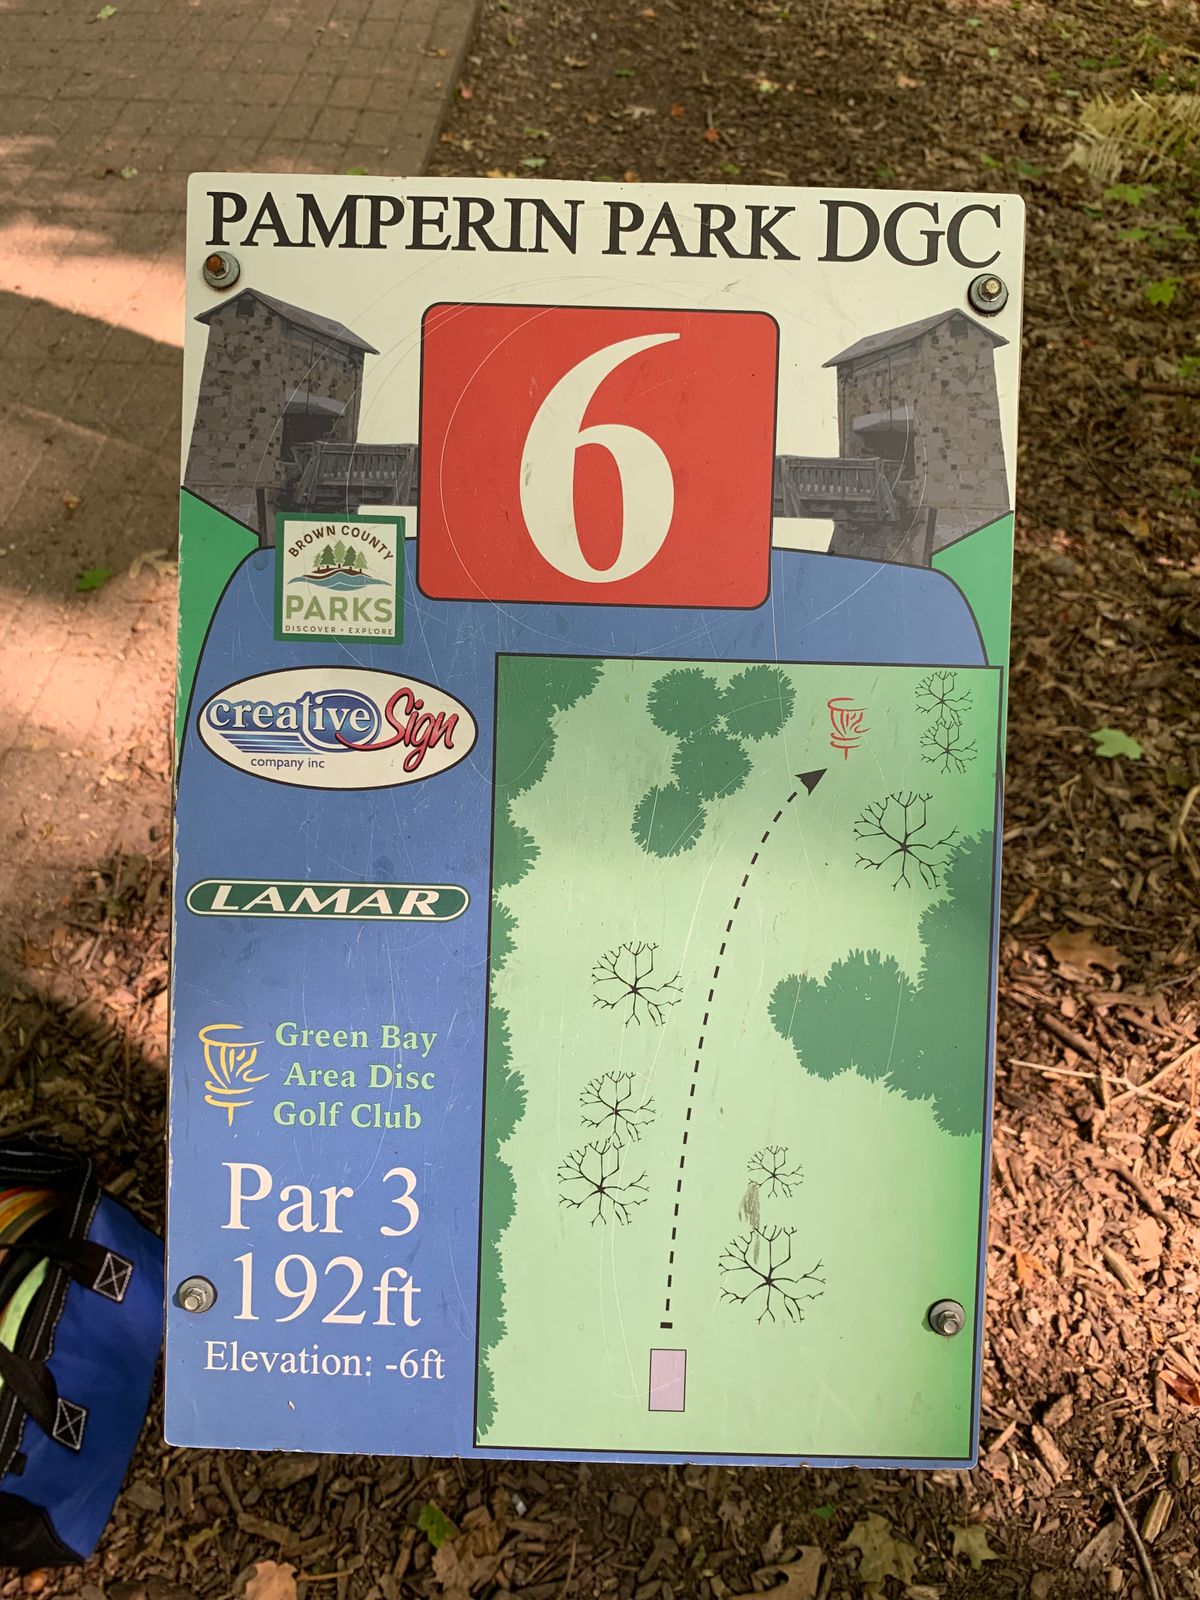 PAMPERIN PARK DGC
6
BROWN COUNTY
PARKS
DISCOVER • EXPLORE
creative Sign
company inc
LAMAR
Green Bay
Area Disc
Golf Club
Par 3
192ft
Elevation: -6ft